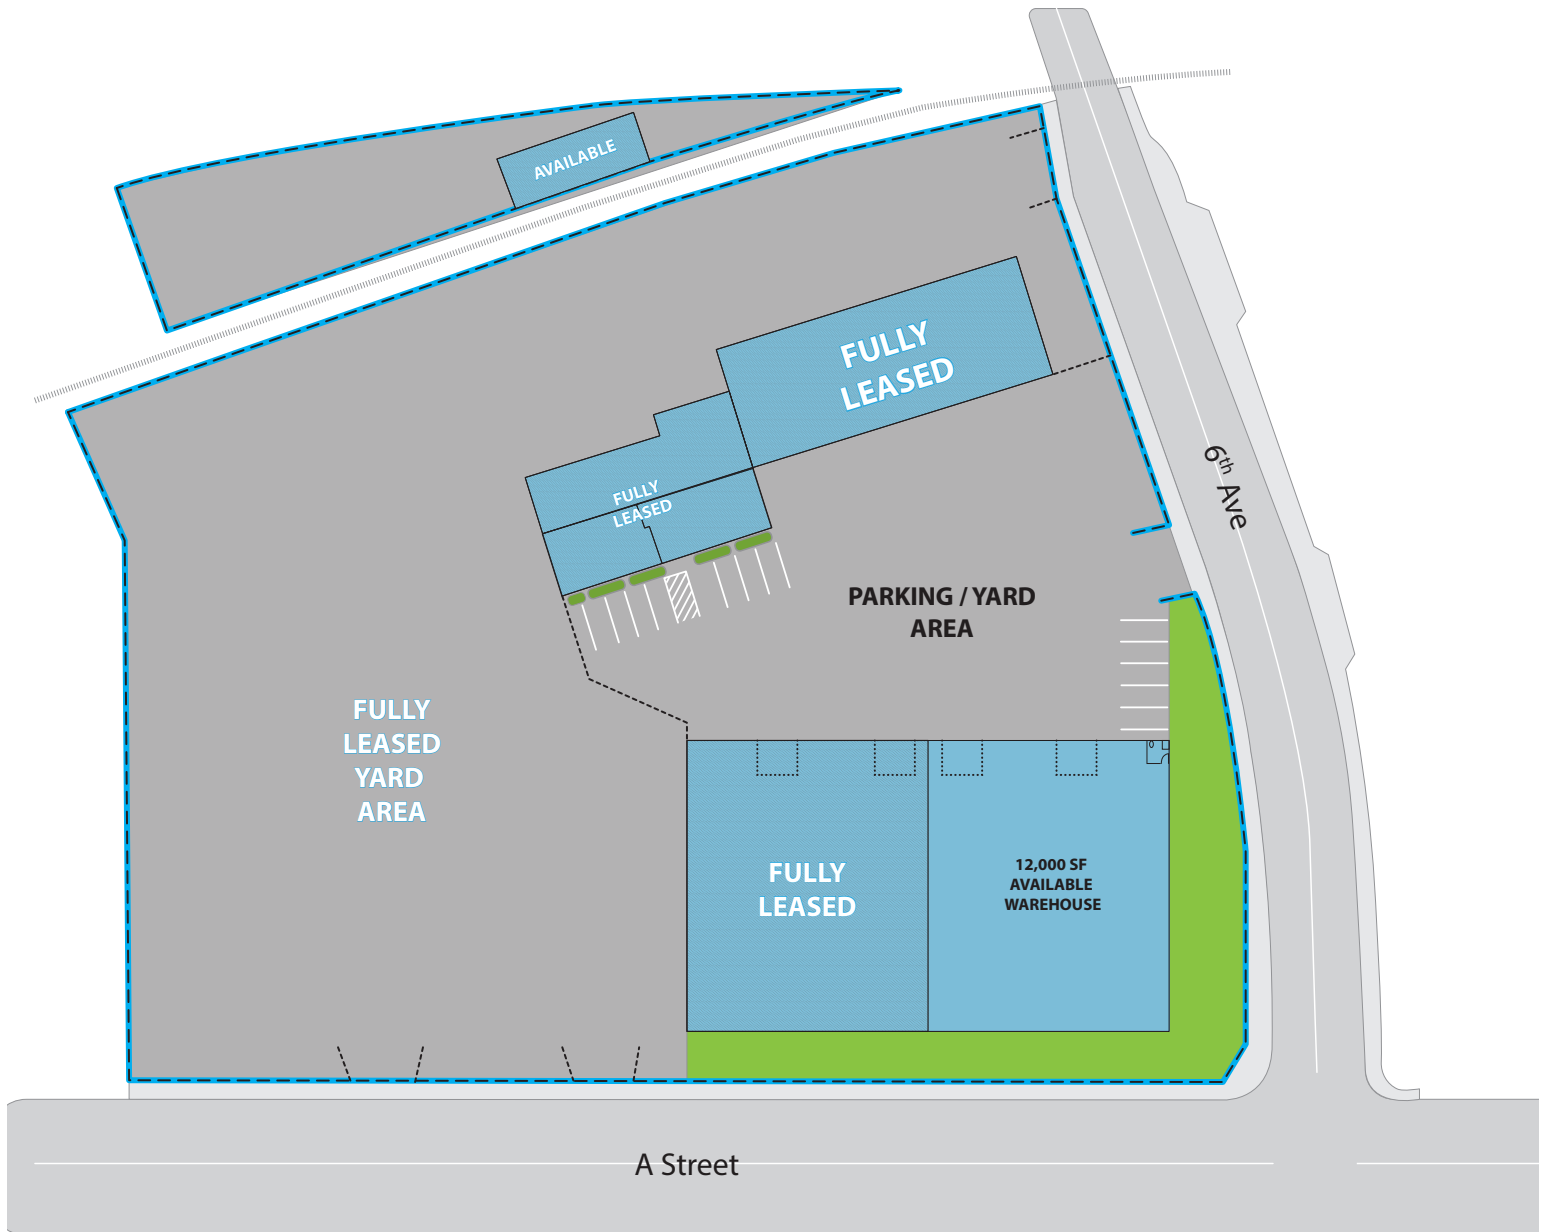 AVAILABLE
FULLY
LEASED
FULLY
LEASED
6th Ave
PARKING / YARD
AREA
FULLY
LEASED
YARD
AREA
FULLY
LEASED
12,000 SF
AVAILABLE
WAREHOUSE
A Street